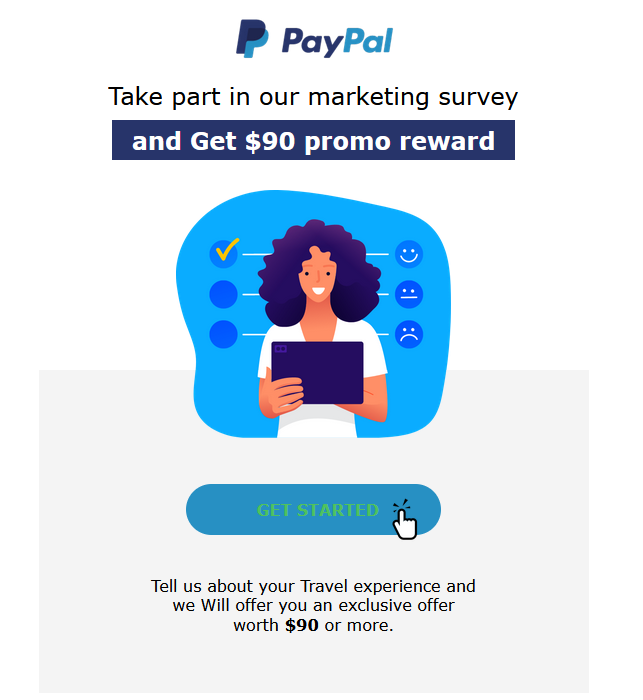 PayPal
Take part in our marketing survey
and Get $90 promo reward
GET STARTED
Tell us about your Travel experience and
we Will offer you an exclusive offer
worth $90 or more.